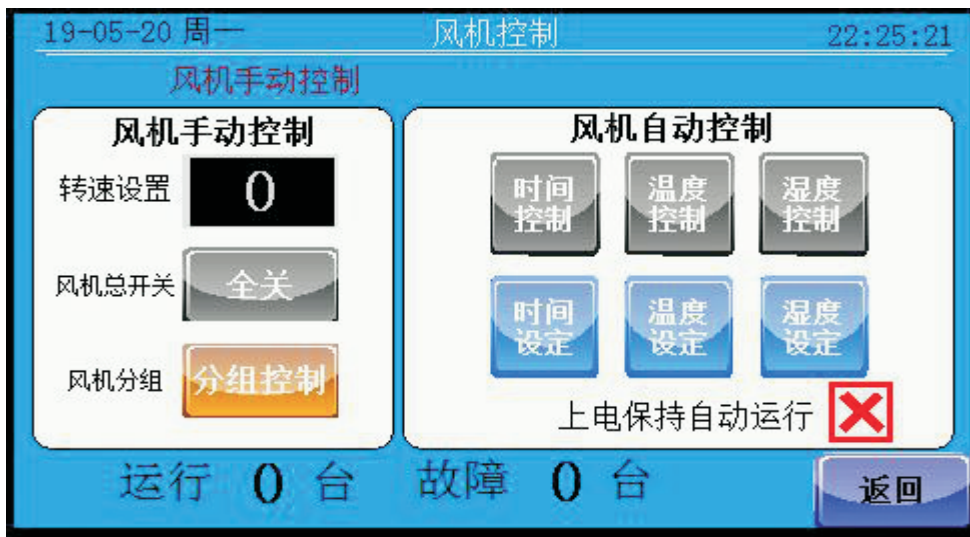 19-05-20 周一 风机控制 22:25:21
风机手动控制
风机手动控制
转速设置 0
风机总开关 全关
风机分组 分组控制
风机自动控制
时间控制 温度控制 湿度控制
时间设定 温度设定 湿度设定
上电保持自动运行
运行 0 台 故障 0 台 返回